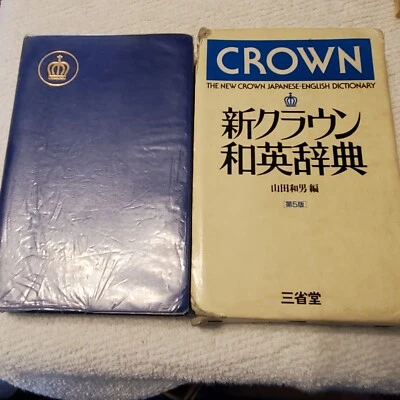 CROWN
THE NEW CROWN JAPANESE-ENGLISH DICTIONARY
新クラウン
和英辞典
山田和男 編
[第5版]
三省堂